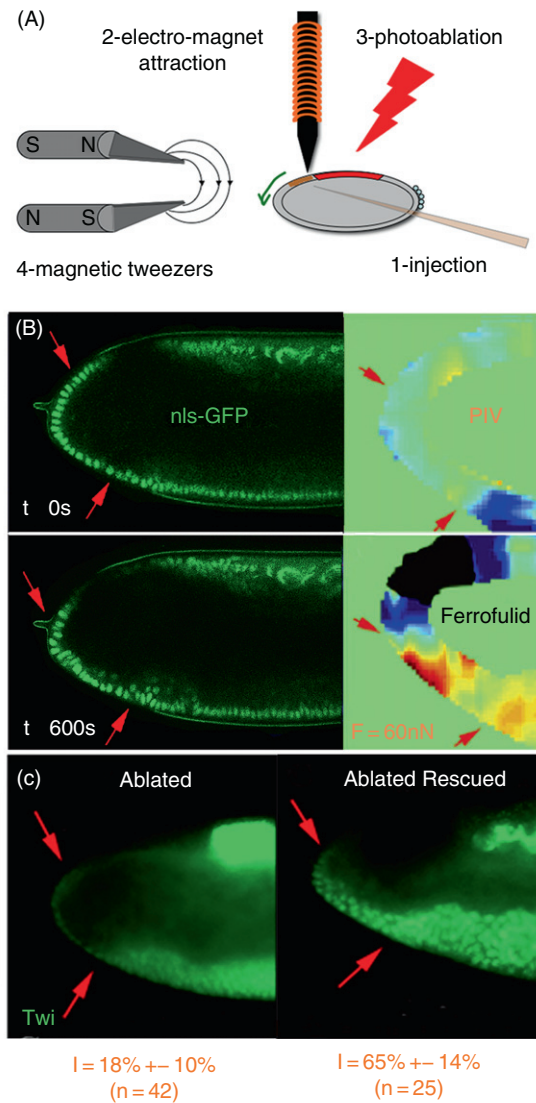 (A)
2-electro-magnet
attraction
3-photoablation
S N
N S
4-magnetic tweezers
1-injection
(B)
nls-GFP
PIV
t 0s
Ferrofulid
t 600s
F = 60nN
(c)
Ablated
Ablated Rescued
Twi
I = 18% +- 10%
(n = 42)
I = 65% +- 14%
(n = 25)